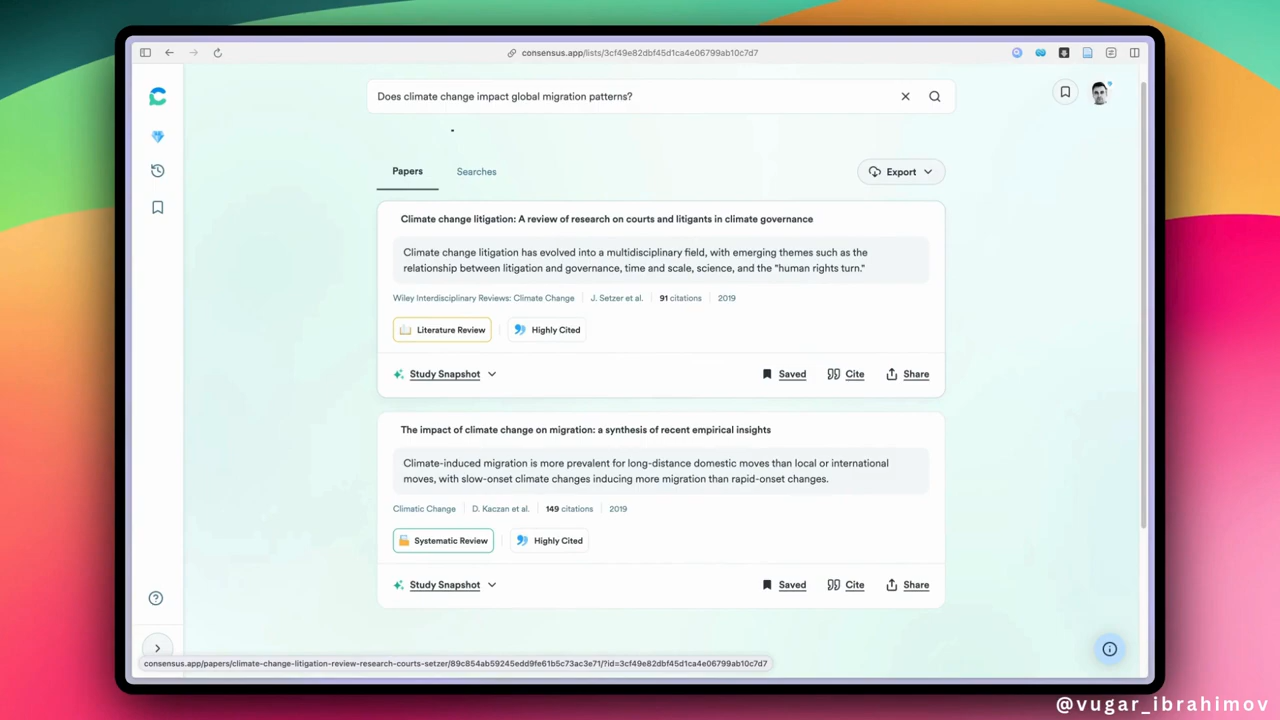 consensus.app/lists/3cf49e82dbf45d1ca4e06799ab10c7d7
Does climate change impact global migration patterns?
Papers
Searches
Export
Climate change litigation: A review of research on courts and litigants in climate governance
Climate change litigation has evolved into a multidisciplinary field, with emerging themes such as the
relationship between litigation and governance, time and scale, science, and the "human rights turn."
Wiley Interdisciplinary Reviews: Climate Change J. Setzer et al. 91 citations 2019
Literature Review Highly Cited
Study Snapshot Saved Cite Share
The impact of climate change on migration: a synthesis of recent empirical insights
Climate-induced migration is more prevalent for long-distance domestic moves than local or international
moves, with slow-onset climate changes inducing more migration than rapid-onset changes.
Climatic Change D. Kaczan et al. 149 citations 2019
Systematic Review Highly Cited
Study Snapshot Saved Cite Share
consensus.app/papers/climate-change-litigation-review-research-courts-setzer/89c854ab59245edd9fe61b5c73ac3e71/?id=3cf49e82dbf45d1ca4e06799ab10c7d7
@vugar_ibrahimov